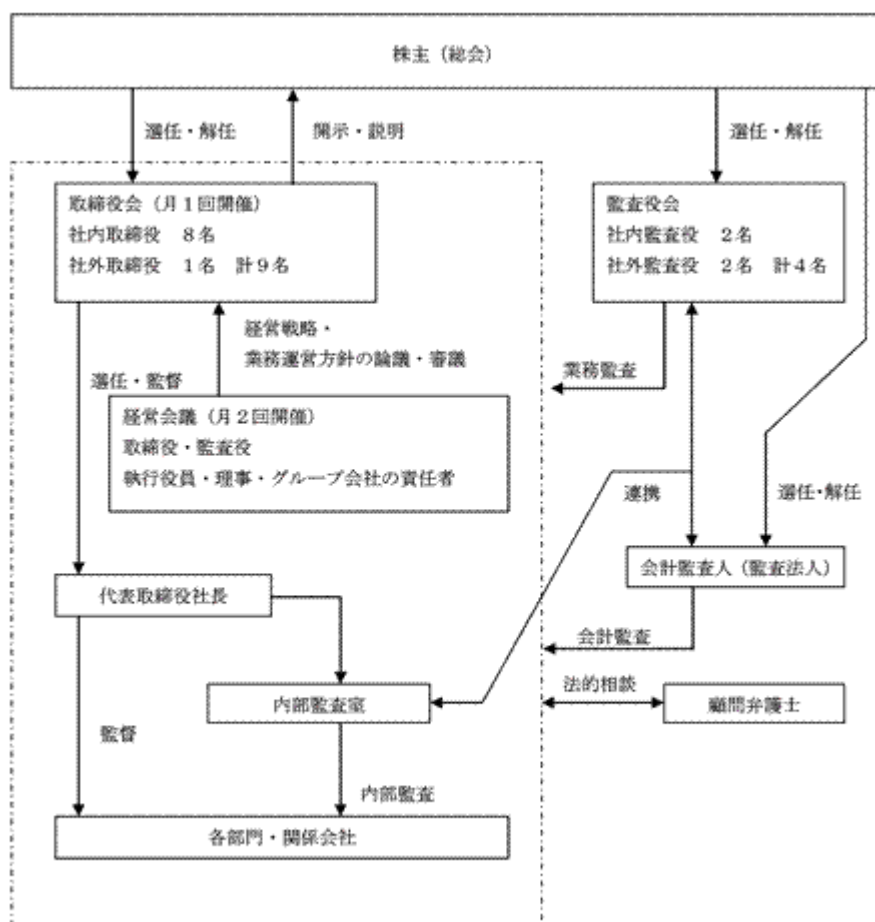 株主（総会）
選任・解任
開示・説明
選任・解任
取締役会（月１回開催）
社内取締役　８名
社外取締役　１名　計９名
監査役会
社内監査役　２名
社外監査役　２名　計４名
経営戦略・
業務運営方針の論議・審議
業務監査
選任・監督
経営会議（月２回開催）
取締役・監査役
執行役員・理事・グループ会社の責任者
連携
選任・解任
会計監査人（監査法人）
代表取締役社長
会計監査
法的相談
内部監査室
顧問弁護士
監督
内部監査
各部門・関係会社